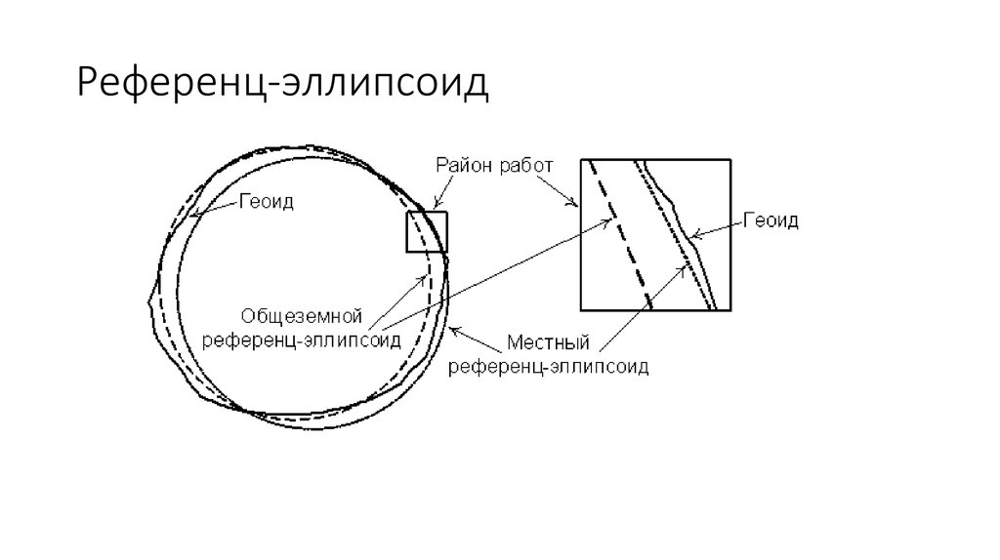 Референц-эллипсоид
Район работ
Геоид
Геоид
Общеземной
референц-эллипсоид
Местный
референц-эллипсоид